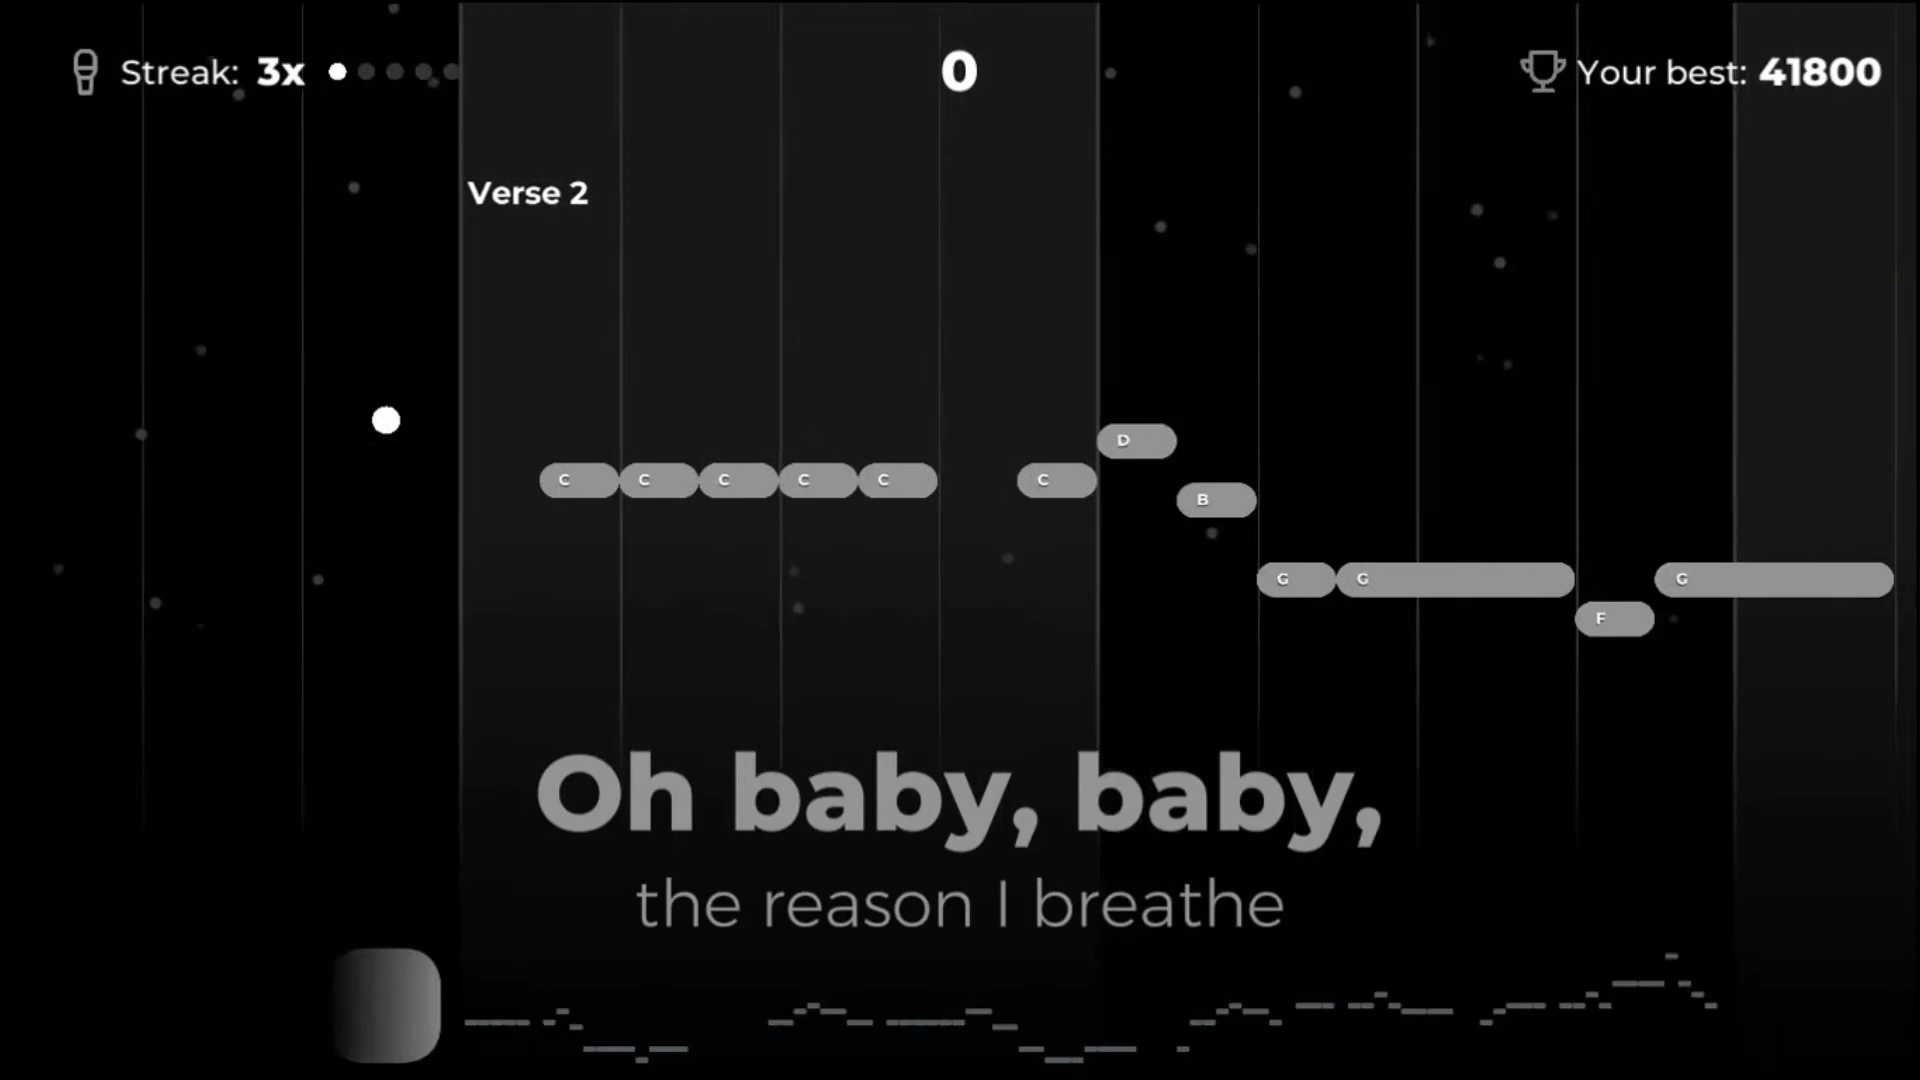 Streak: 3x
0
Your best: 41800
Verse 2
D
C C C C C C
B
G G G
F
Oh baby, baby,
the reason I breathe